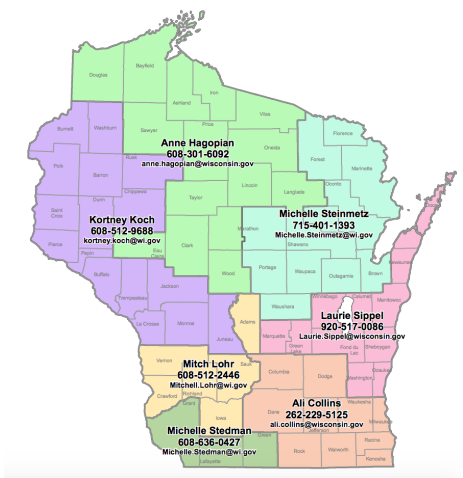 Bayfield
Douglas
Iron
Ashland
Vilas
Burnett
Washburn
Sawyer
Price
Florence
Anne Hagopian
608-301-6092
anne.hagopian@wisconsin.gov
Oneida
Forest
Polk
Barron
Rusk
Marinette
Lincoln
Langlade
Oconto
Chippewa
Taylor
Dunn
Saint
Croix
Kortney Koch
608-512-9688
kortney.koch@wi.gov
Michelle Steinmetz
715-401-1393
Michelle.Steinmetz@wi.gov
Marathon
Shawano
Clark
Pierce
Pepin
Eau
Claire
Portage
Waupaca
Outagamie
Brown
Buffalo
Jackson
Wood
Trempealeau
Waushara
Winnebago
Calumet
Manitowoc
La Crosse
Monroe
Adams
Juneau
Laurie Sippel
920-517-0086
Laurie.Sippel@wisconsin.gov
Marquette
Green
Lake
Fond du
Lac
Sheboygan
Vernon
Mitch Lohr
608-512-2446
Mitchell.Lohr@wi.gov
Sauk
Columbia
Dodge
Washington
Crawford
Richland
Grant
Iowa
Dane
Ali Collins
262-229-5125
ali.collins@wisconsin.gov
Jefferson
Waukesha
Michelle Stedman
608-636-0427
Michelle.Stedman@wi.gov
Lafayette
Green
Rock
Walworth
Racine
Kenosha